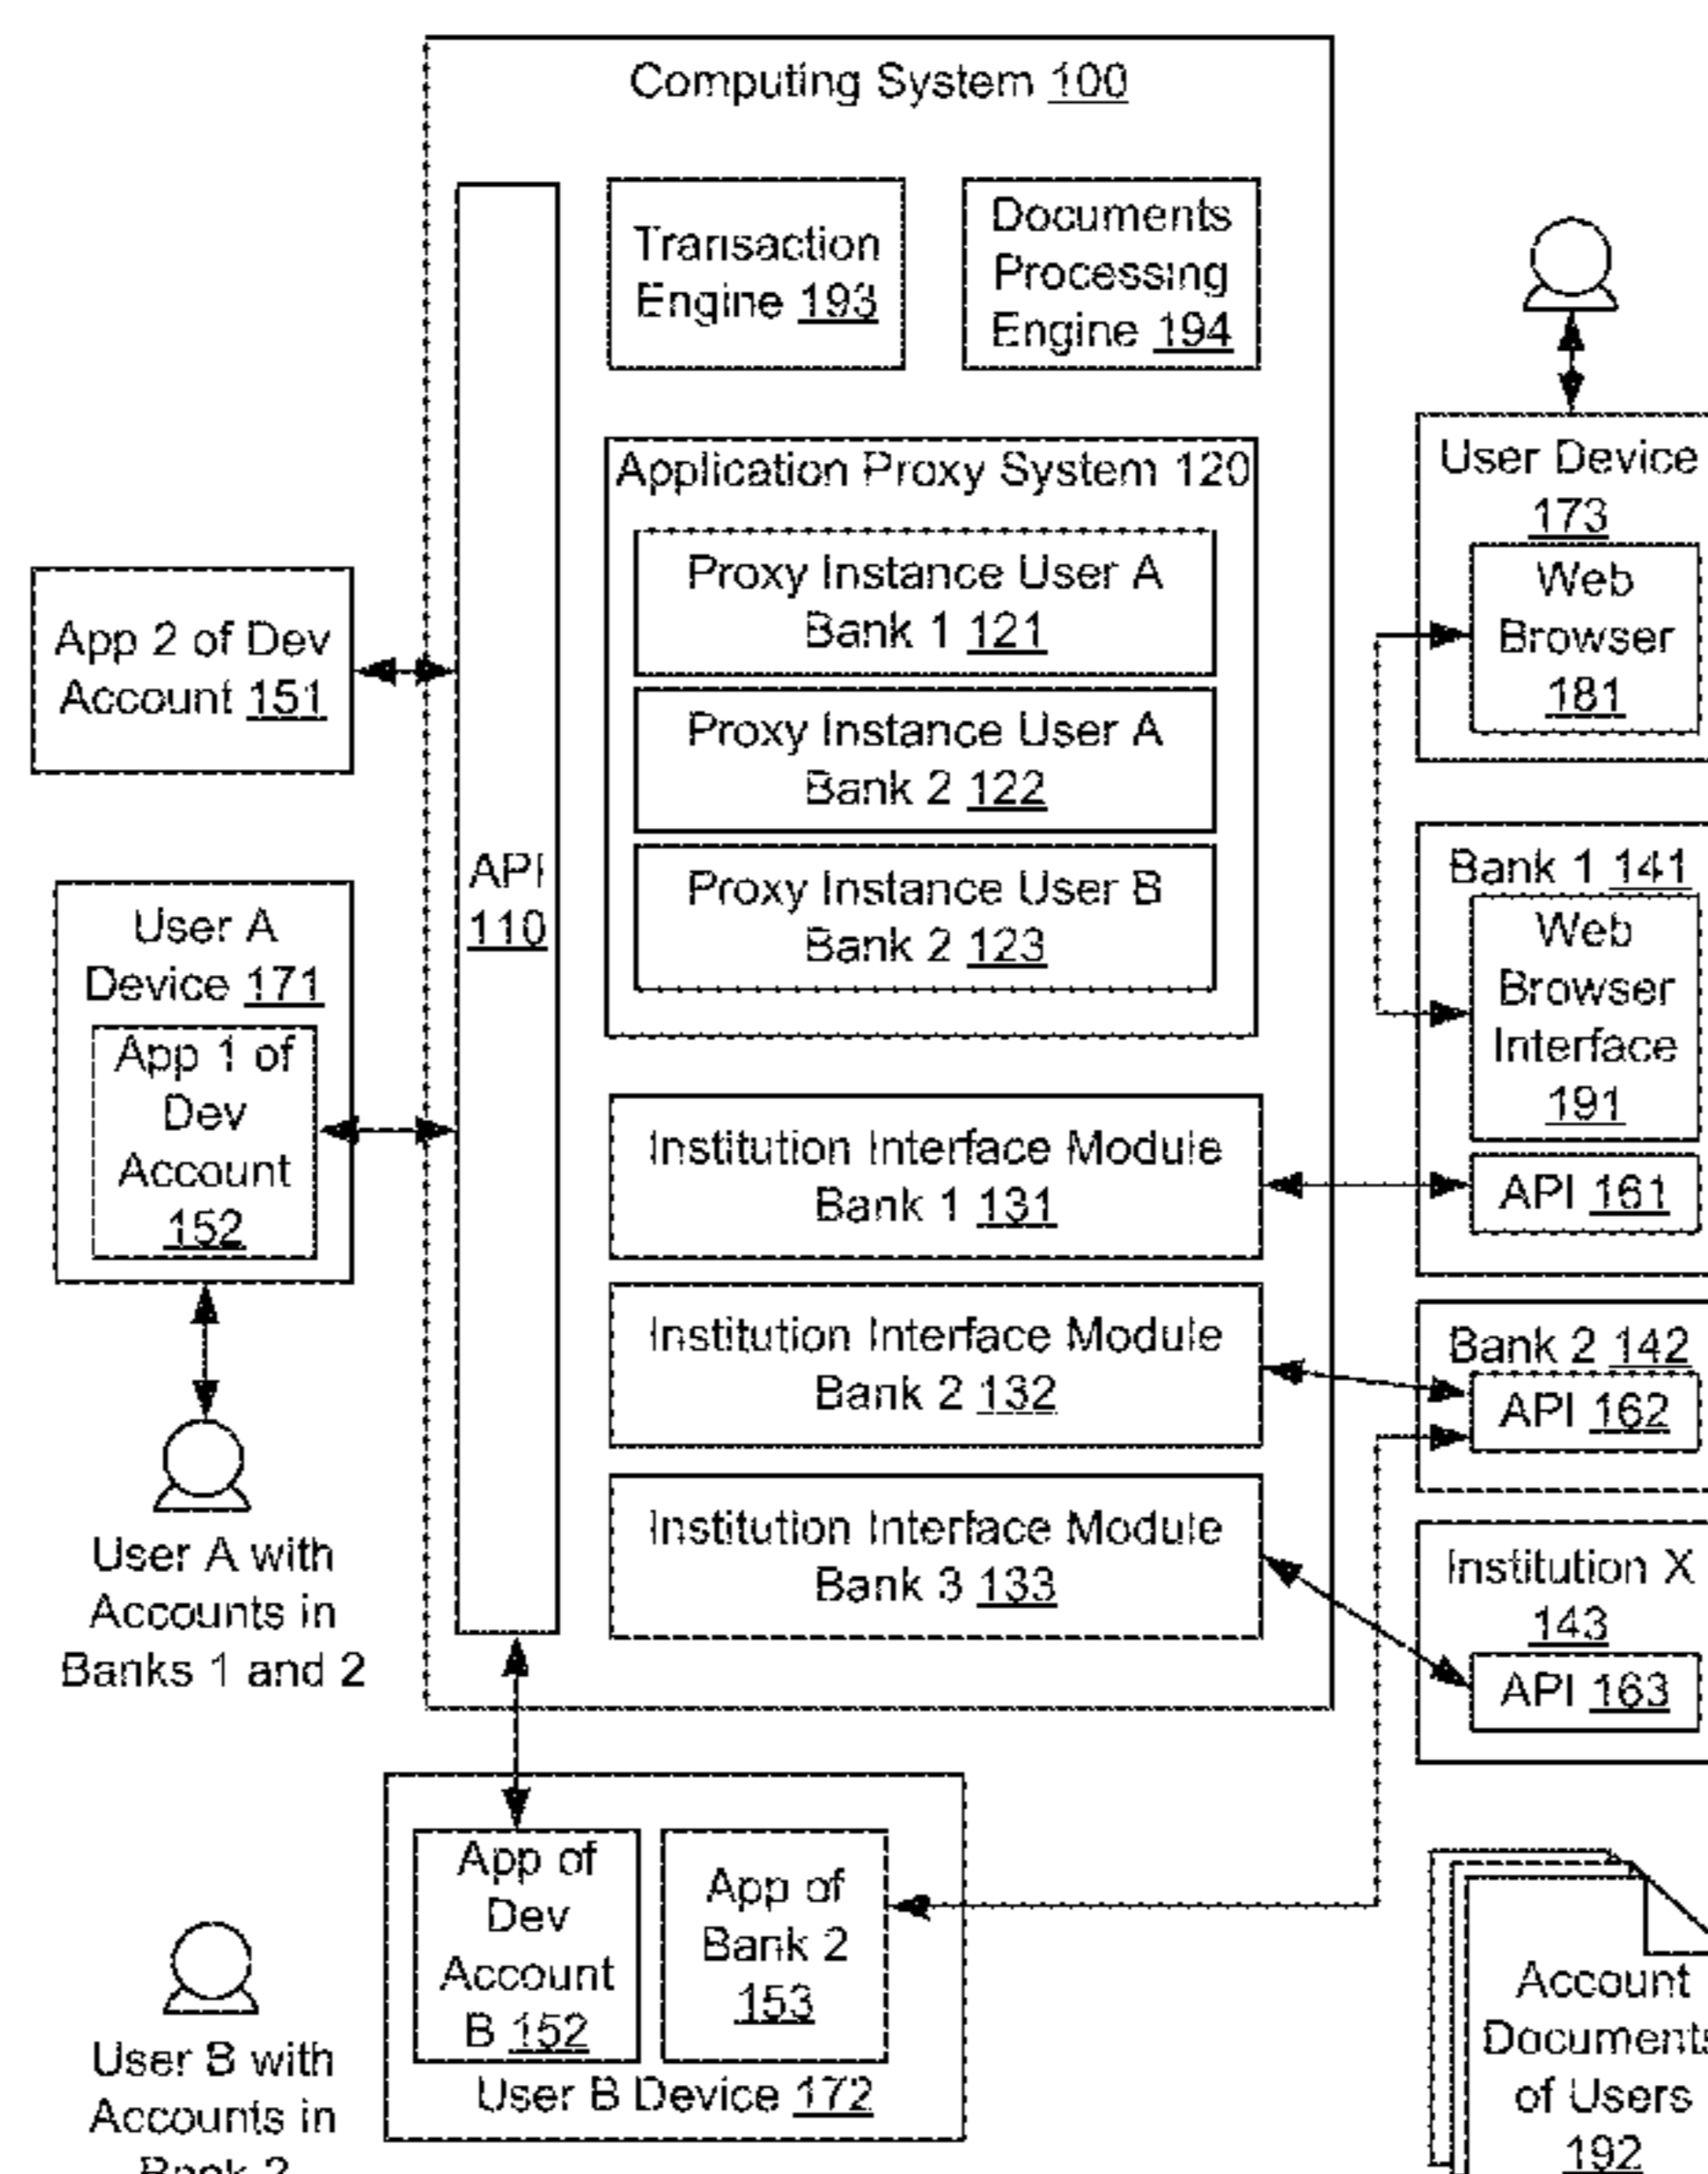 Computing System 100
Transaction
Engine 193
Documents
Processing
Engine 194
Application Proxy System 120
Proxy Instance User A
Bank 1 121
Proxy Instance User A
Bank 2 122
Proxy Instance User B
Bank 2 123
API
110
Institution Interface Module
Bank 1 131
Institution Interface Module
Bank 2 132
Institution Interface Module
Bank 3 133
App 2 of Dev
Account 151
User A
Device 171
App 1 of
Dev
Account
152
User A with
Accounts in
Banks 1 and 2
User Device
173
Web
Browser
181
Bank 1 141
Web
Browser
Interface
191
API 161
Bank 2 142
API 162
Institution X
143
API 163
App of
Dev
Account
B 152
App of
Bank 2
153
User B Device 172
User B with
Accounts in
Bank 2
Account
Documents
of Users
192